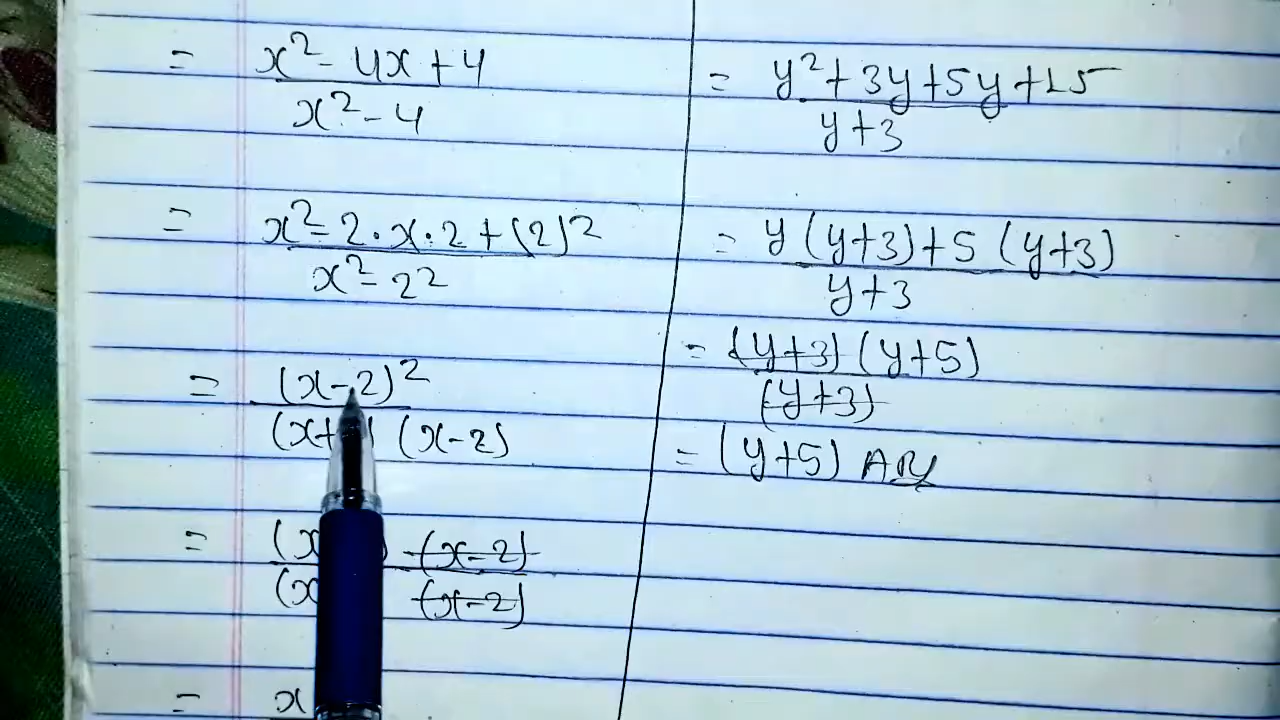 = x² - 4x + 4
x² - 4
= x² - 2 · x · 2 + (2)²
x² - 2²
= (x - 2)²
(x+ ) (x - 2)
= (x ) (x - 2)
(x (x - 2)
= x
= y² + 3y + 5y + 15
y + 3
= y (y + 3) + 5 (y + 3)
y + 3
= (y + 3) (y + 5)
(y + 3)
= (y + 5) Ans